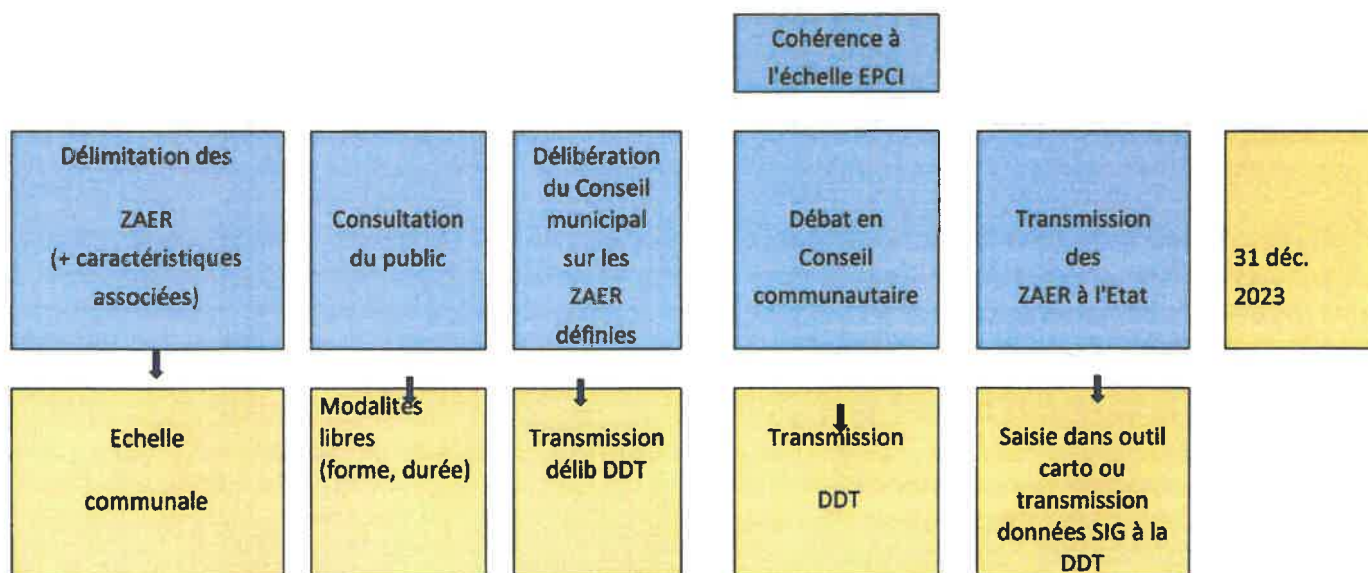 Cohérence à
l'échelle EPCI
Délimitation des
ZAER
(+ caractéristiques
associées)
Consultation
du public
Délibération
du Conseil
municipal
sur les
ZAER
définies
Débat en
Conseil
communautaire
Transmission
des
ZAER à l'Etat
31 déc.
2023
Echelle
communale
Modalités
libres
(forme, durée)
Transmission
délib DDT
Transmission
DDT
Saisie dans outil
carto ou
transmission
données SIG à la
DDT